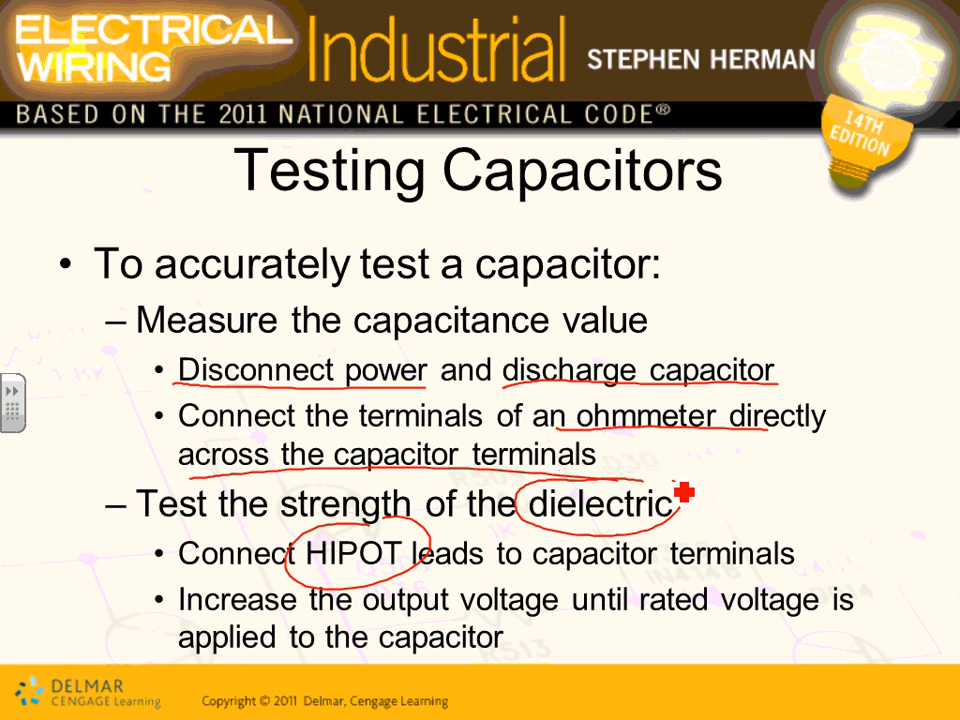 ELECTRICAL
WIRING
Industrial
STEPHEN HERMAN
BASED ON THE 2011 NATIONAL ELECTRICAL CODE®
14TH
EDITION
Testing Capacitors
• To accurately test a capacitor:
– Measure the capacitance value
• Disconnect power and discharge capacitor
• Connect the terminals of an ohmmeter directly
across the capacitor terminals
– Test the strength of the dielectric
• Connect HIPOT leads to capacitor terminals
• Increase the output voltage until rated voltage is
applied to the capacitor
R513
DELMAR
CENGAGE Learning
Copyright © 2011 Delmar, Cengage Learning